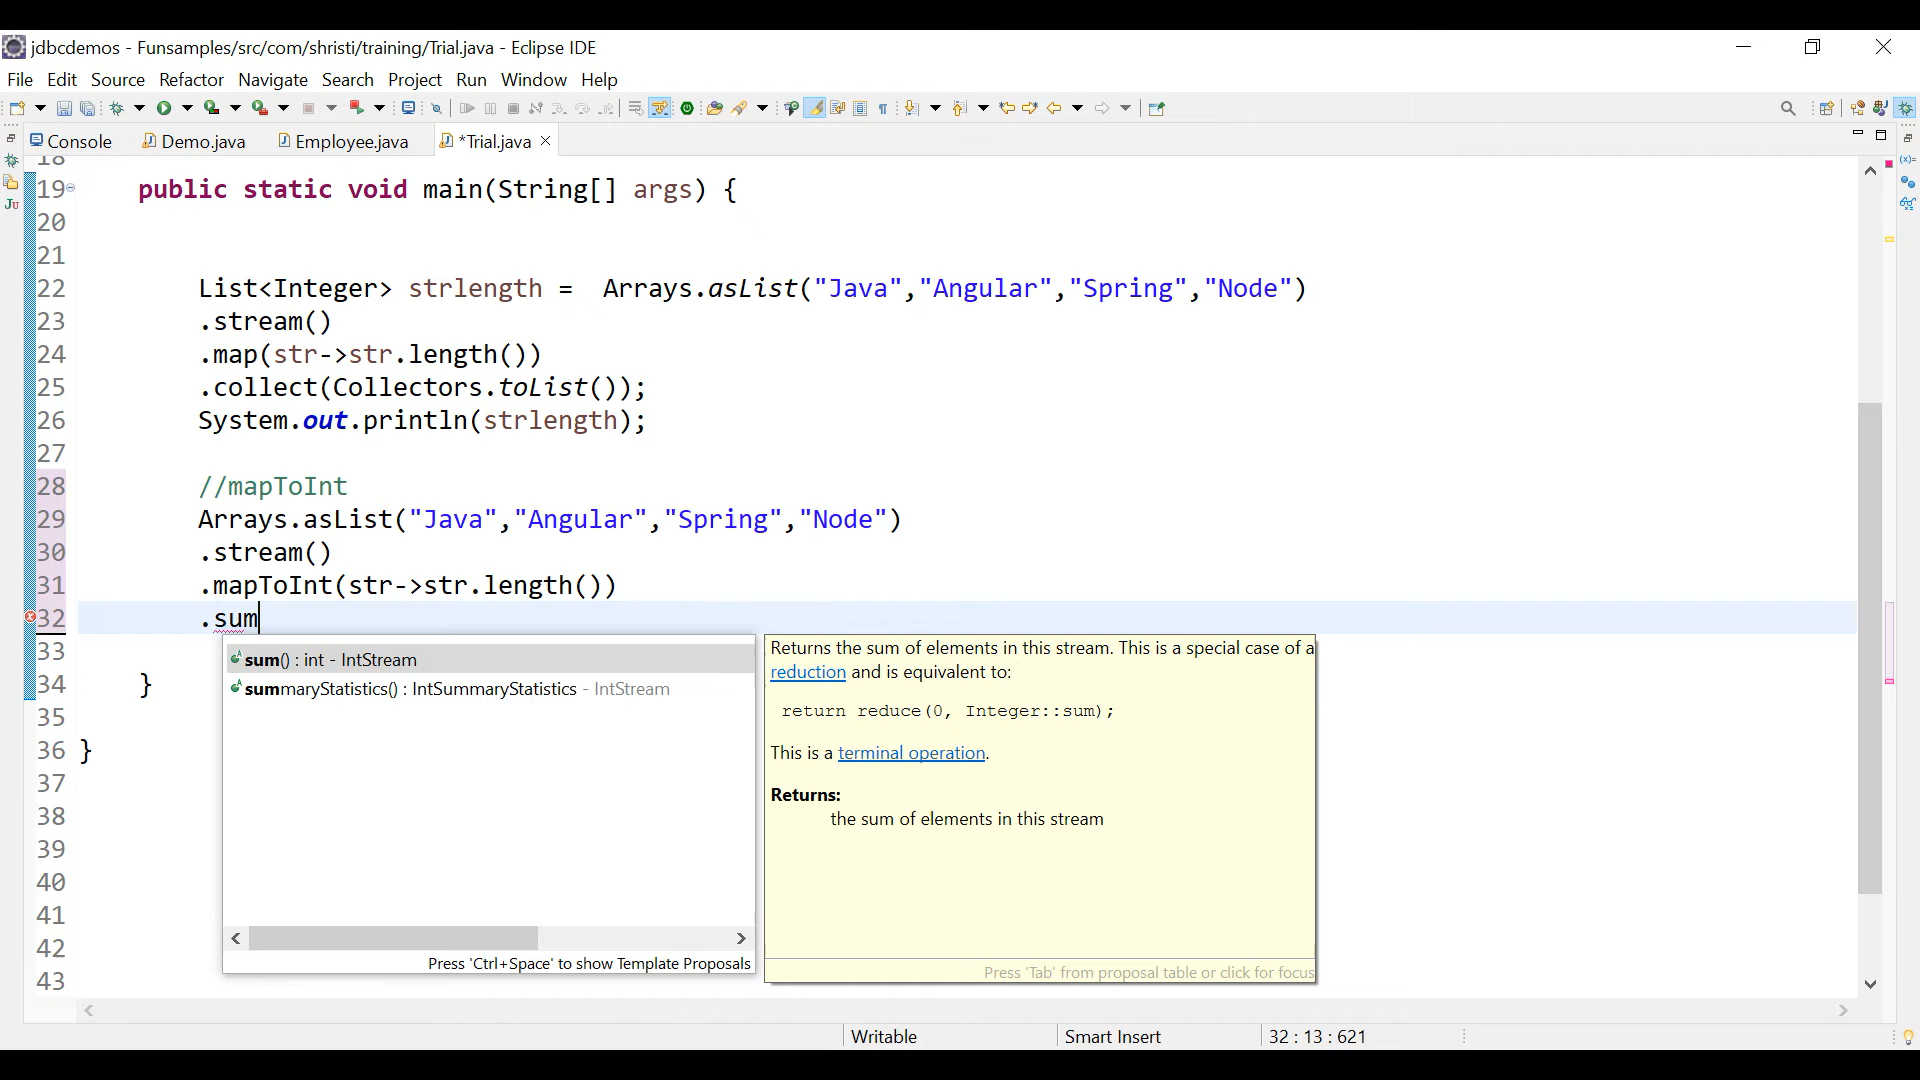 jdbcdemos - Funsamples/src/com/shristi/training/Trial.java - Eclipse IDE
File Edit Source Refactor Navigate Search Project Run Window Help
Console Demo.java Employee.java *Trial.java
18
19 public static void main(String[] args) {
20
21
22 List<Integer> strlength =  Arrays.asList("Java","Angular","Spring","Node")
23 .stream()
24 .map(str->str.length())
25 .collect(Collectors.toList());
26 System.out.println(strlength);
27
28 //mapToInt
29 Arrays.asList("Java","Angular","Spring","Node")
30 .stream()
31 .mapToInt(str->str.length())
32 .sum
33
34 }
35
36 }
37
38
39
40
41
42
43
sum() : int - IntStream
summaryStatistics() : IntSummaryStatistics - IntStream
Press 'Ctrl+Space' to show Template Proposals
Returns the sum of elements in this stream. This is a special case of a
reduction and is equivalent to:
return reduce(0, Integer::sum);
This is a terminal operation.
Returns:
the sum of elements in this stream
Press 'Tab' from proposal table or click for focus
Writable Smart Insert 32 : 13 : 621